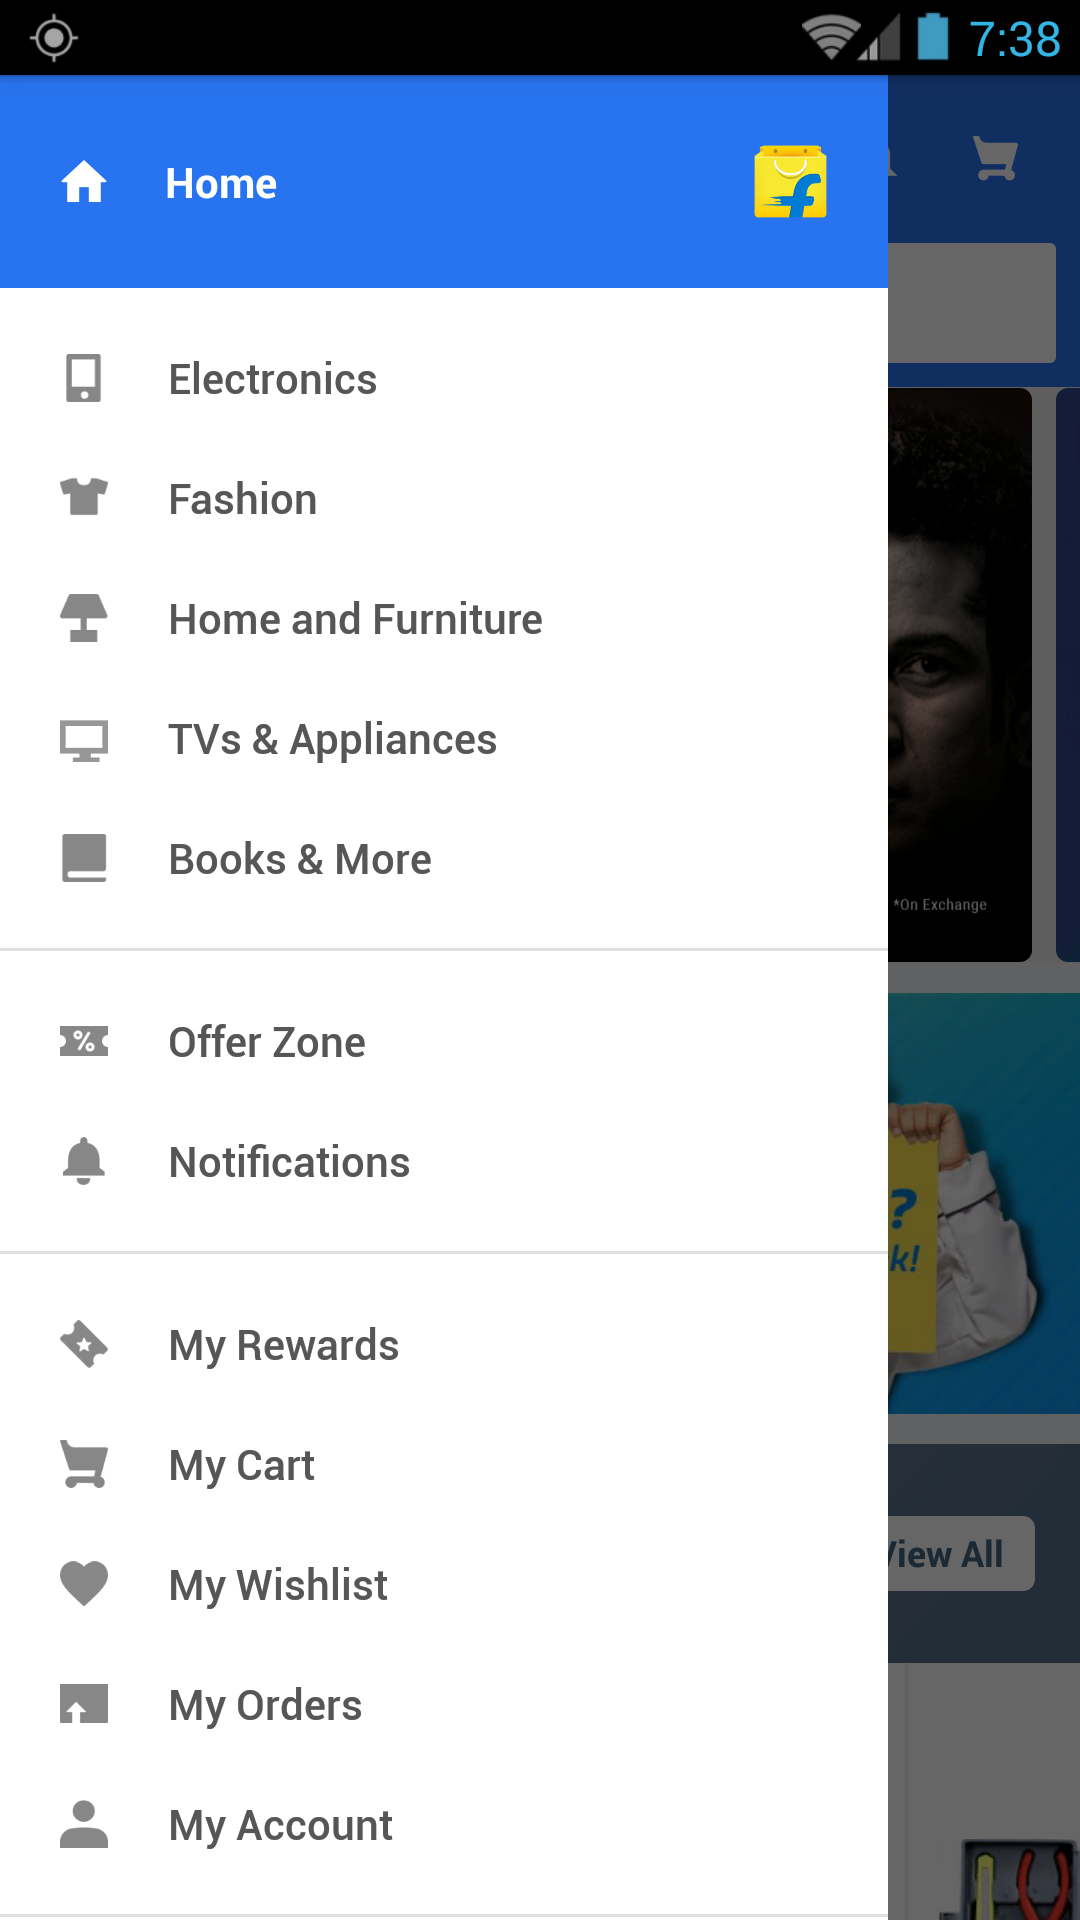 7:38
Home
Electronics
Fashion
Home and Furniture
TVs & Appliances
Books & More
*On Exchange
Offer Zone
Notifications
?
k!
My Rewards
My Cart
View All
My Wishlist
My Orders
My Account